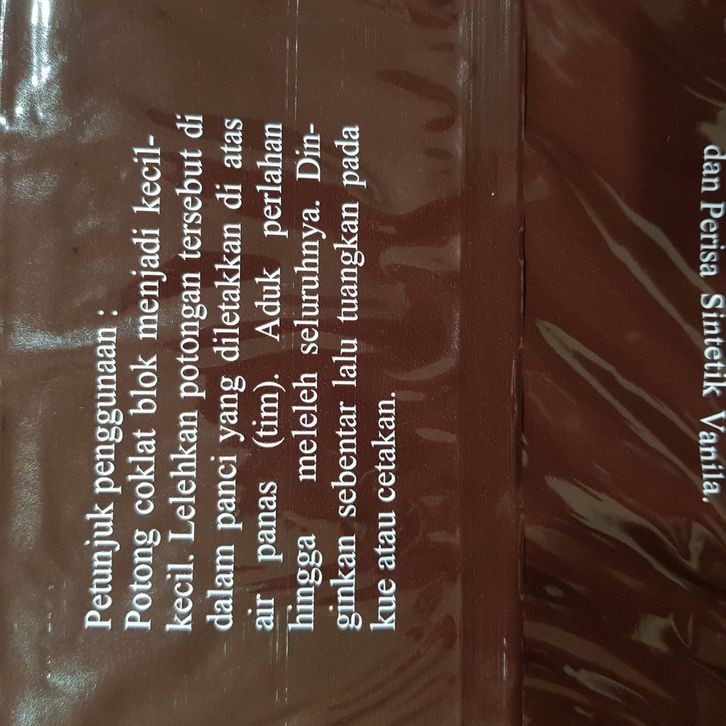 Petunjuk penggunaan :
Potong coklat blok menjadi kecil-
kecil. Lelehkan potongan tersebut di
dalam panci yang diletakkan di atas
air panas (tim). Aduk perlahan
hingga meleleh seluruhnya. Din-
ginkan sebentar lalu tuangkan pada
kue atau cetakan.
dan Perisa Sintetik Vanila.